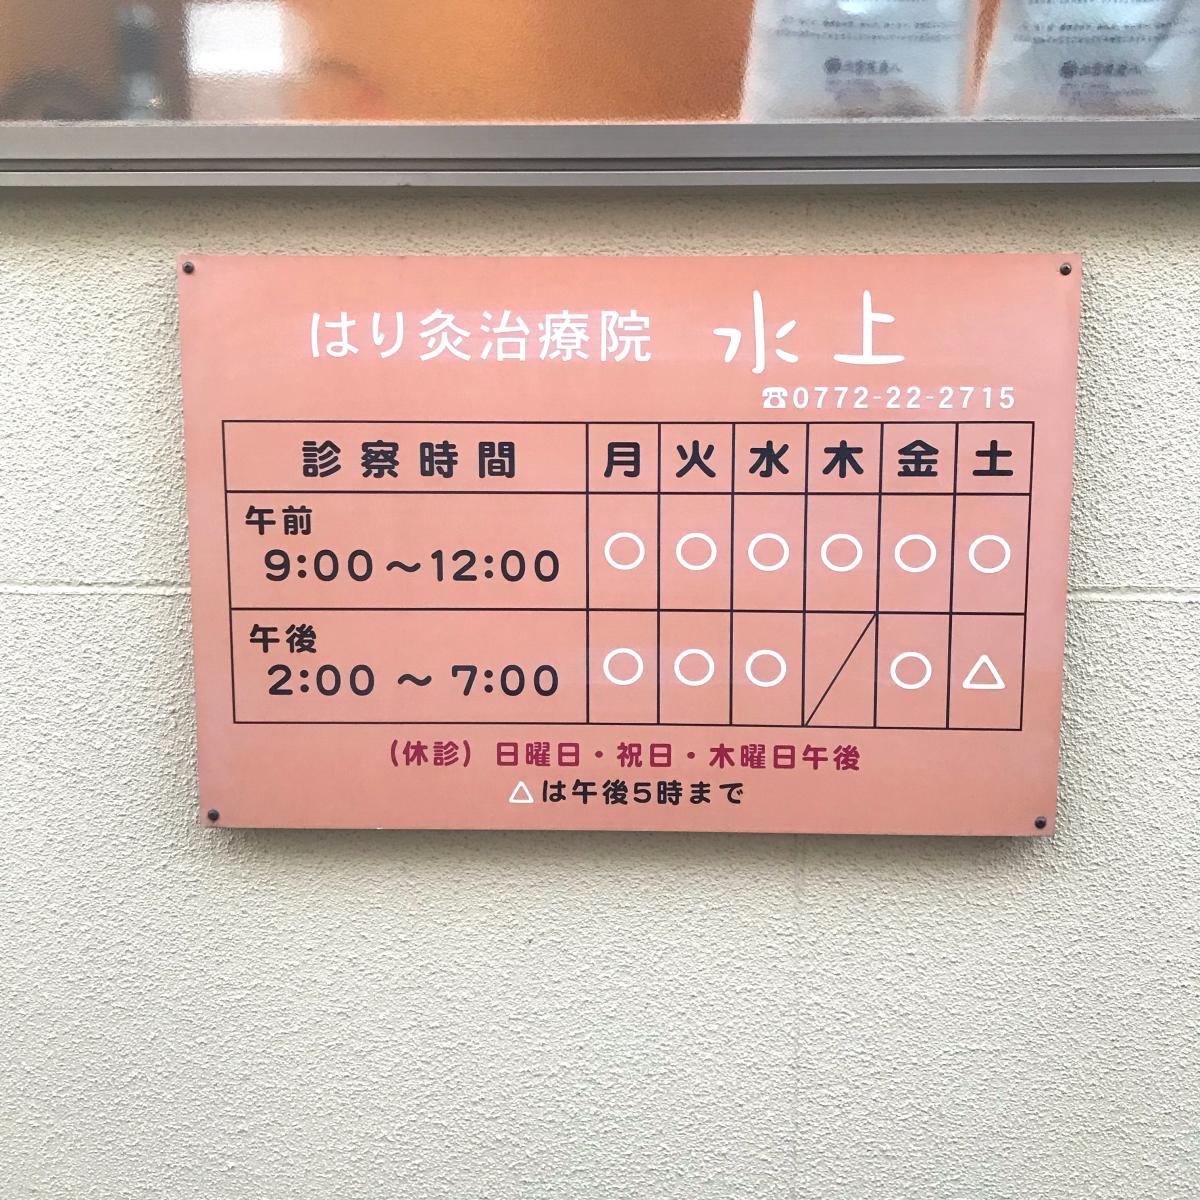 はり灸治療院 水上
☎0772-22-2715
診察時間 月 火 水 木 金 土
午前
9:00～12:00 ○ ○ ○ ○ ○ ○
午後
2:00～7:00 ○ ○ ○ ／ ○ △
(休診) 日曜日・祝日・木曜日午後
△は午後5時まで